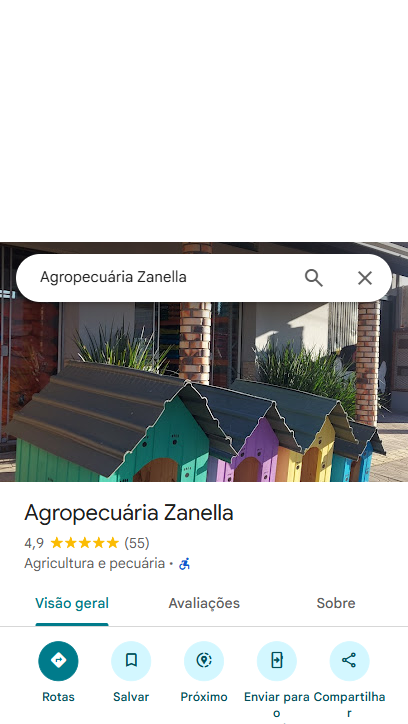 Agropecuária Zanella
Agropecuária Zanella
4,9 (55)
Agricultura e pecuária ·
Visão geral Avaliações Sobre
Rotas Salvar Próximo Enviar para o Compartilhar